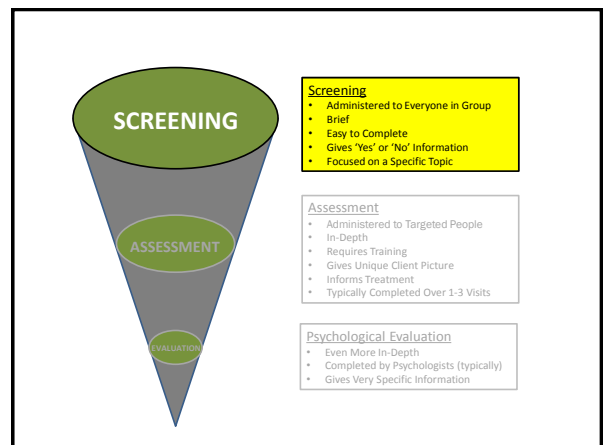 SCREENING
Screening
• Administered to Everyone in Group
• Brief
• Easy to Complete
• Gives ‘Yes’ or ‘No’ Information
• Focused on a Specific Topic
ASSESSMENT
Assessment
• Administered to Targeted People
• In-Depth
• Requires Training
• Gives Unique Client Picture
• Informs Treatment
• Typically Completed Over 1-3 Visits
EVALUATION
Psychological Evaluation
• Even More In-Depth
• Completed by Psychologists (typically)
• Gives Very Specific Information